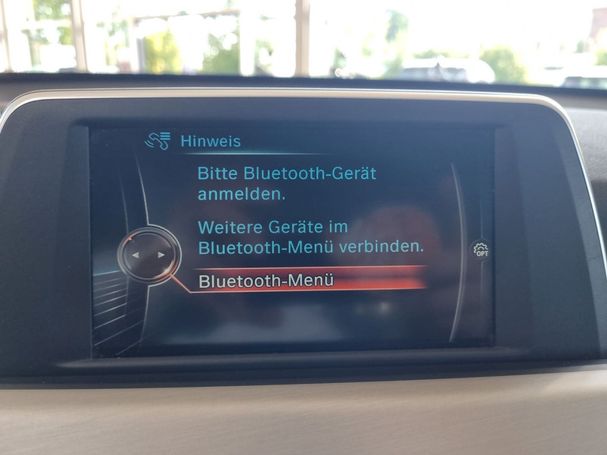 Hinweis
Bitte Bluetooth-Gerät
anmelden.
Weitere Geräte im
Bluetooth-Menü verbinden.
OPT
Bluetooth-Menü